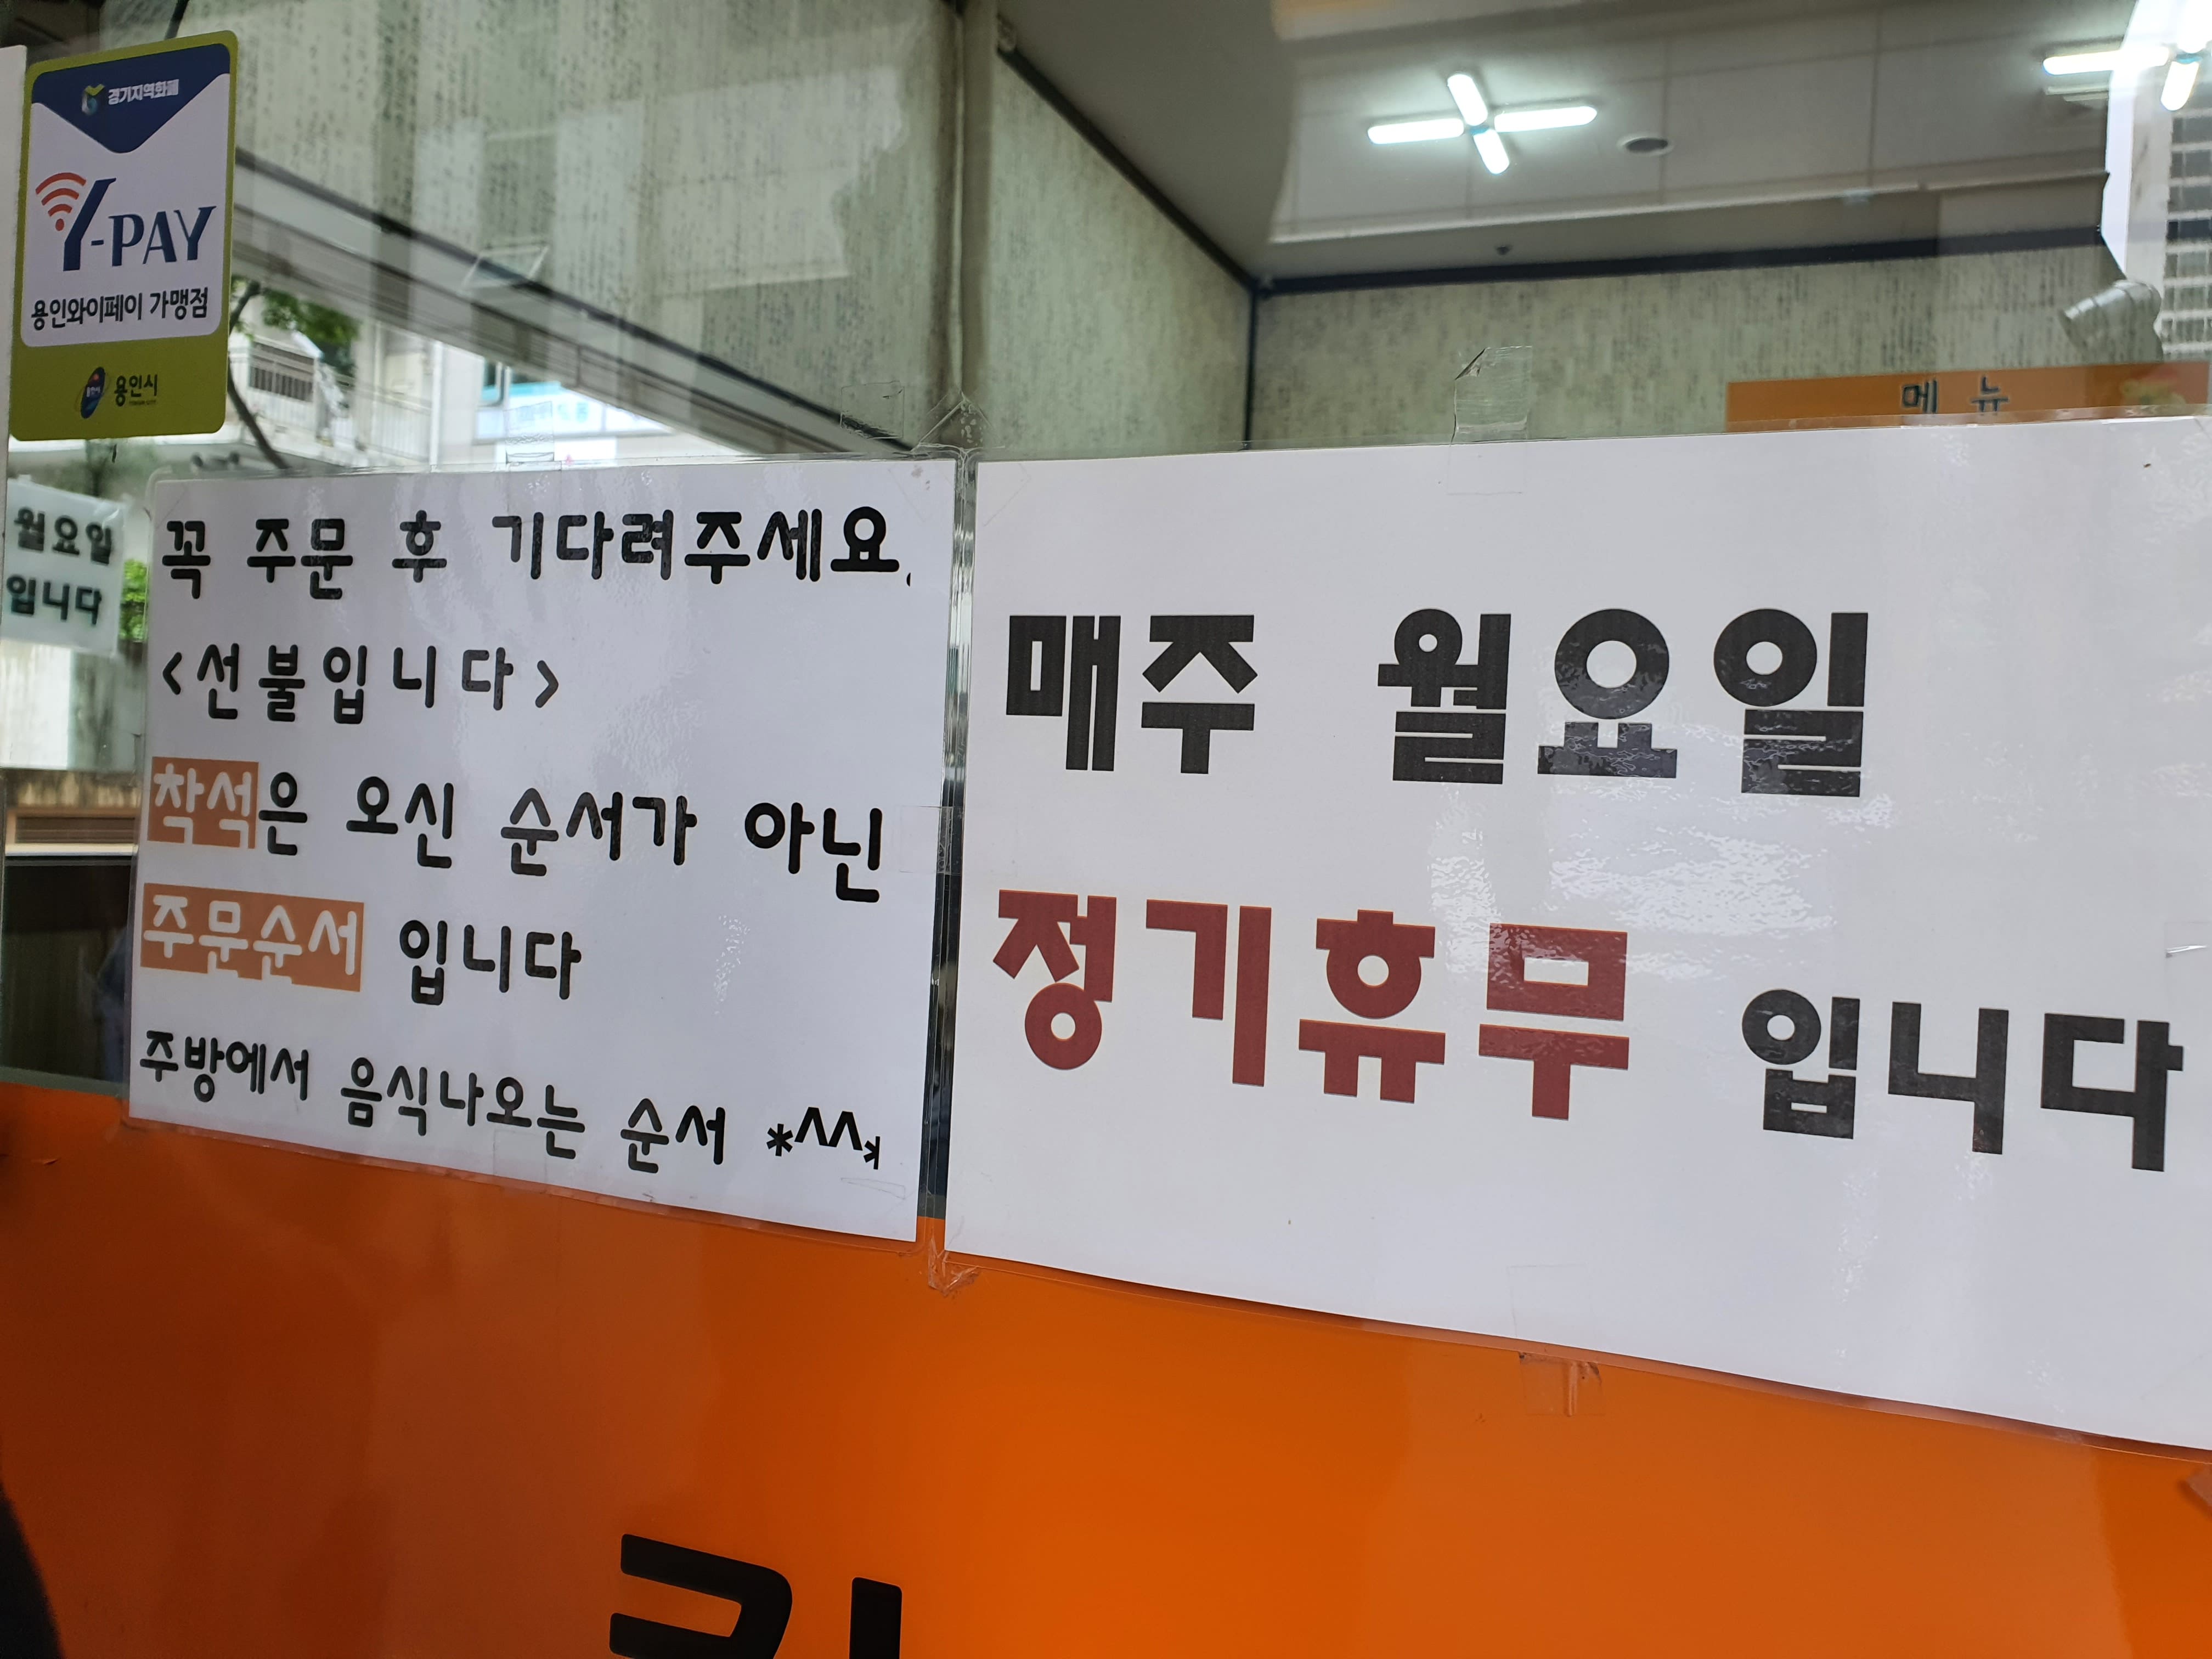 경기지역화폐
Y-PAY
용인와이페이 가맹점
용인시
메뉴
월요일
입니다
꼭 주문 후 기다려주세요.
<선불입니다>
착석은 오신 순서가 아닌
주문순서 입니다
주방에서 음식나오는 순서 *^^*
매주 월요일
정기휴무 입니다